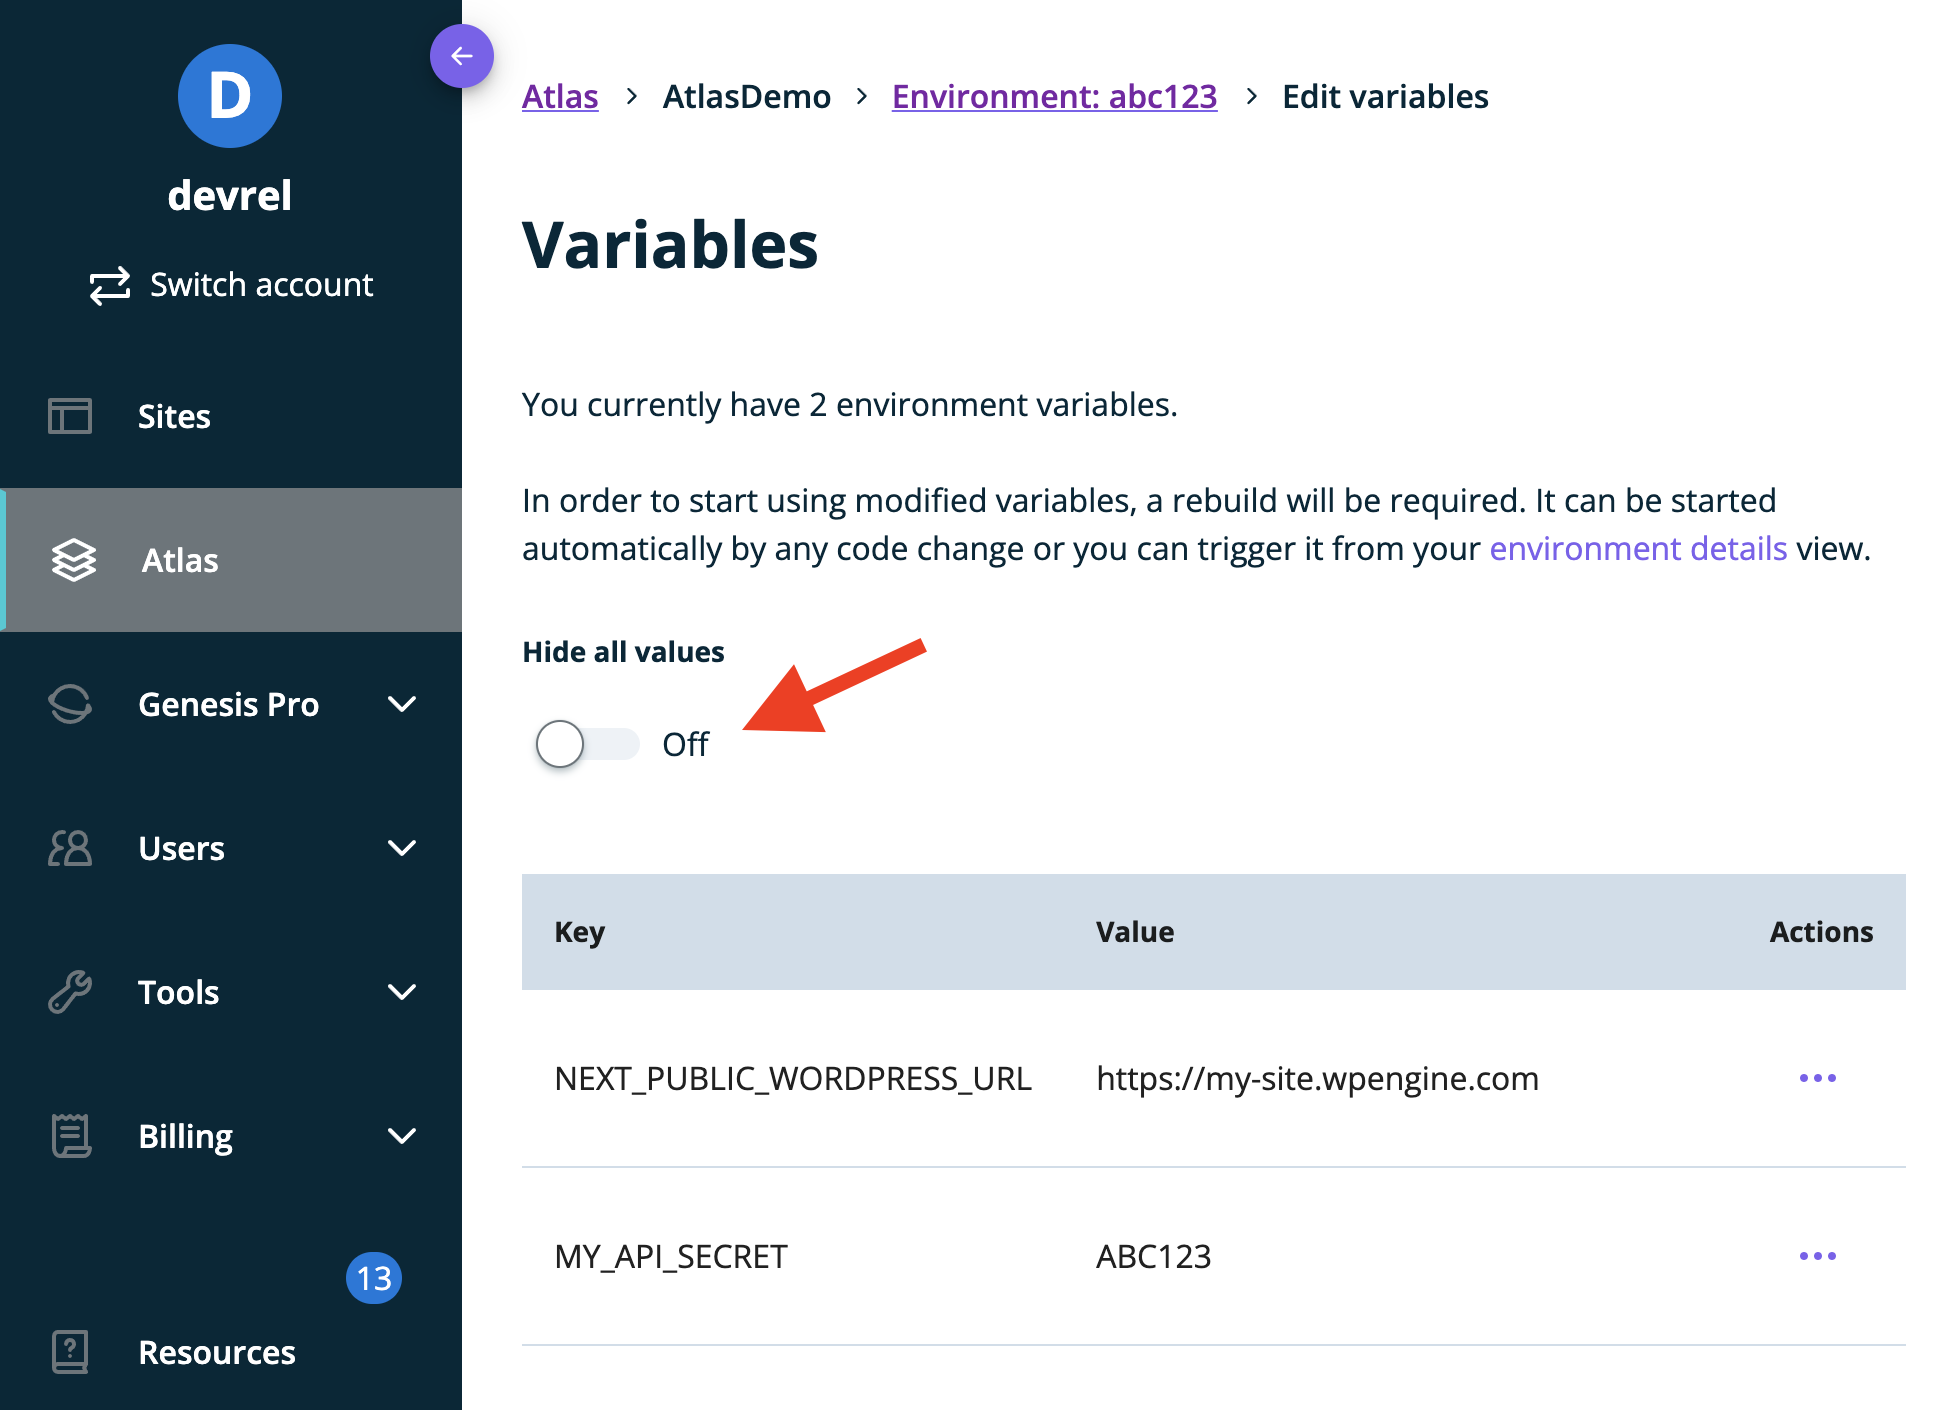 D
devrel
Switch account
Sites
Atlas
Genesis Pro
Users
Tools
Billing
13
Resources
Atlas > AtlasDemo > Environment: abc123 > Edit variables
Variables
You currently have 2 environment variables.
In order to start using modified variables, a rebuild will be required. It can be started
automatically by any code change or you can trigger it from your environment details view.
Hide all values
Off
Key Value Actions
NEXT_PUBLIC_WORDPRESS_URL https://my-site.wpengine.com
MY_API_SECRET ABC123